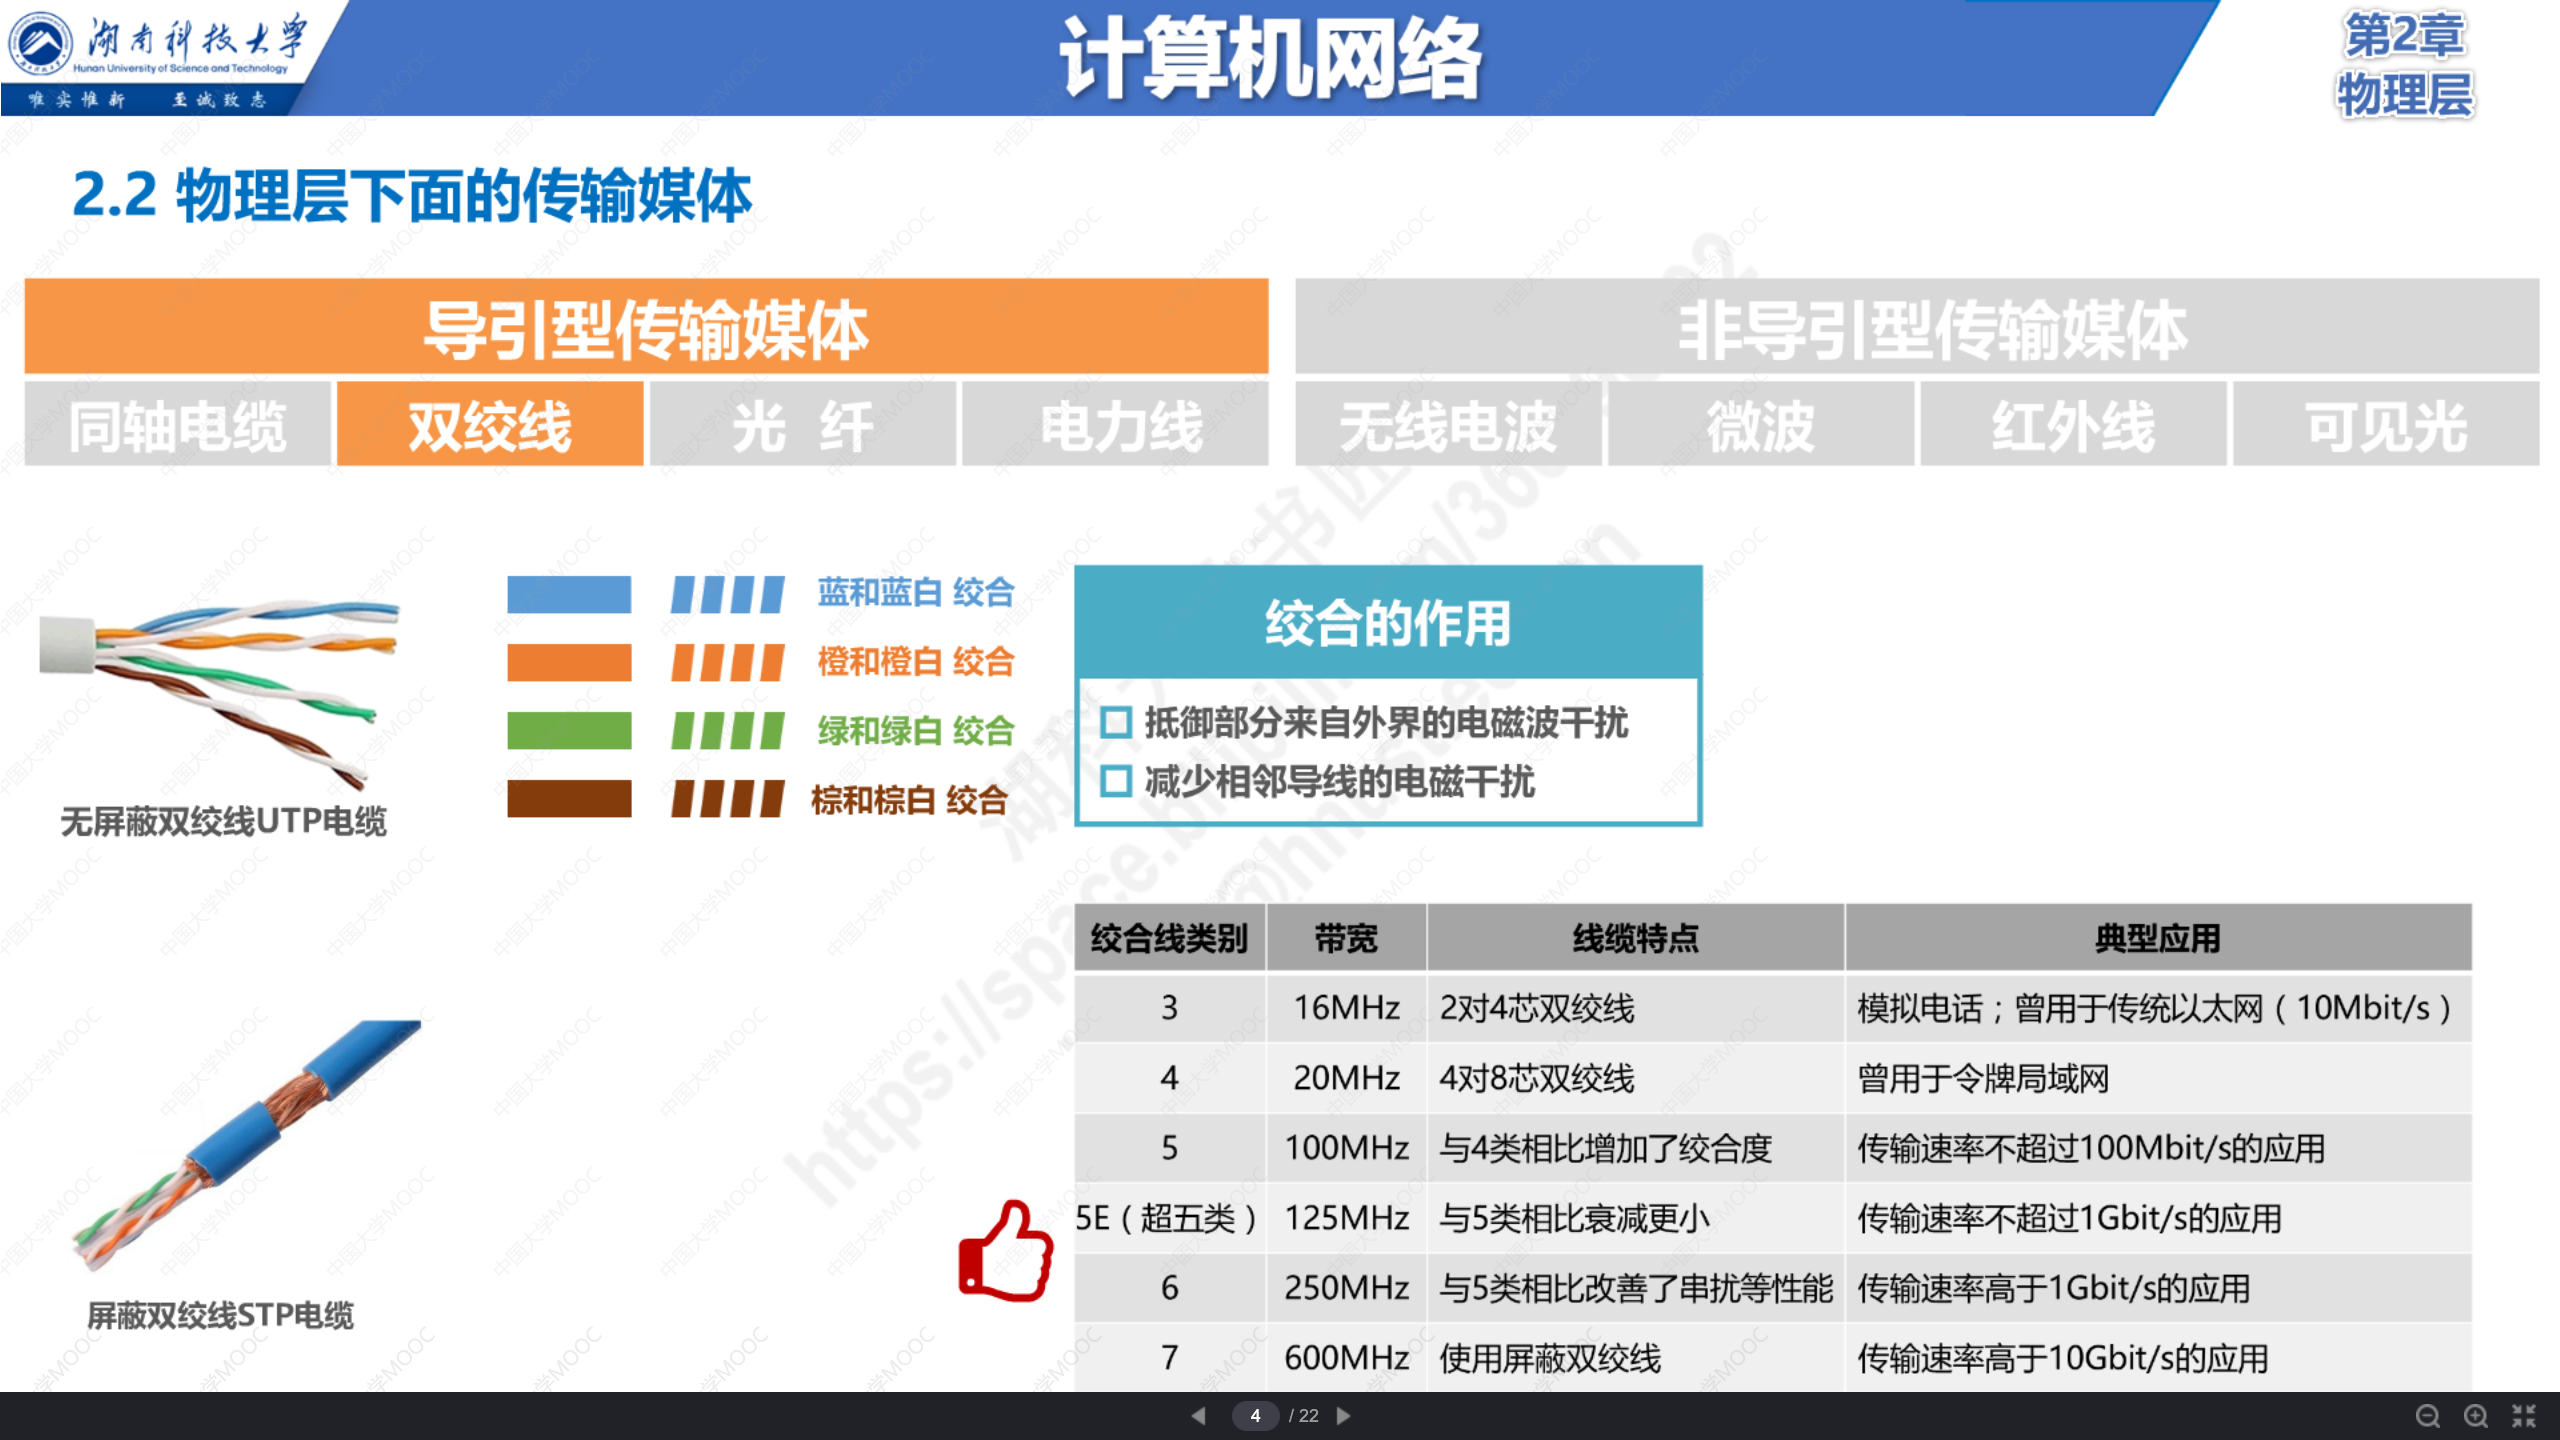 湖南科技大学
Hunan University of Science and Technology
唯实惟新 至诚致志
计算机网络
第2章
物理层
2.2 物理层下面的传输媒体
导引型传输媒体
非导引型传输媒体
同轴电缆 双绞线 光 纤 电力线 无线电波 微波 红外线 可见光
蓝和蓝白 绞合
橙和橙白 绞合
绿和绿白 绞合
棕和棕白 绞合
无屏蔽双绞线UTP电缆
绞合的作用
抵御部分来自外界的电磁波干扰
减少相邻导线的电磁干扰
屏蔽双绞线STP电缆
绞合线类别 带宽 线缆特点 典型应用
3 16MHz 2对4芯双绞线 模拟电话；曾用于传统以太网（10Mbit/s）
4 20MHz 4对8芯双绞线 曾用于令牌局域网
5 100MHz 与4类相比增加了绞合度 传输速率不超过100Mbit/s的应用
5E（超五类） 125MHz 与5类相比衰减更小 传输速率不超过1Gbit/s的应用
6 250MHz 与5类相比改善了串扰等性能 传输速率高于1Gbit/s的应用
7 600MHz 使用屏蔽双绞线 传输速率高于10Gbit/s的应用
中国大学MOOC
4 / 22